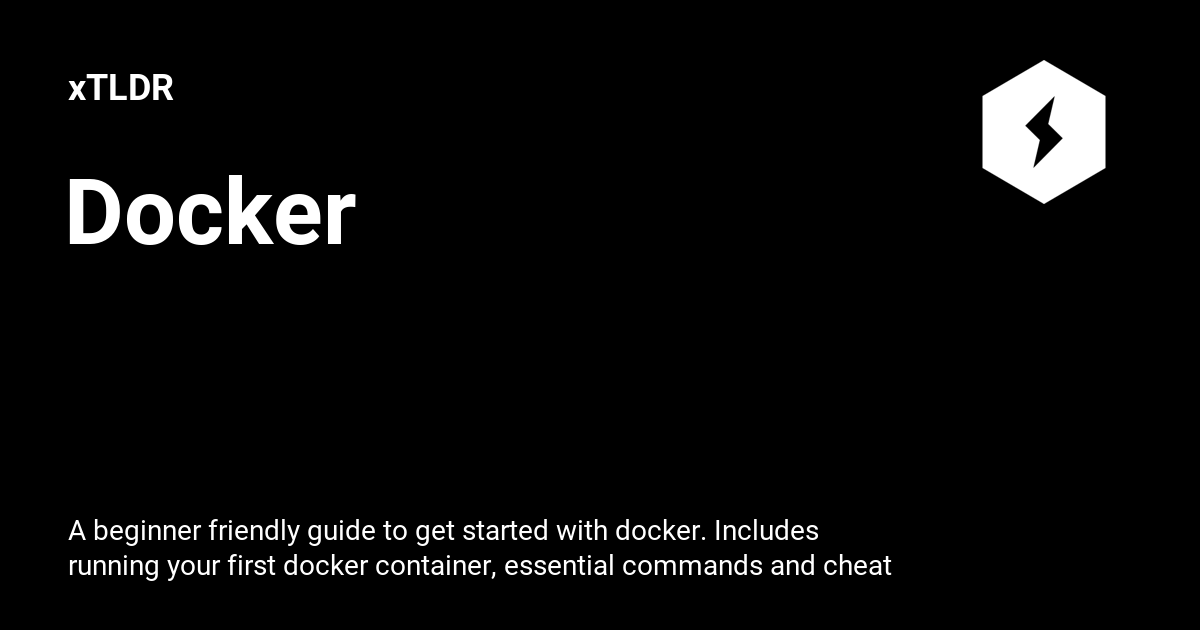 xTLDR
Docker
A beginner friendly guide to get started with docker. Includes
running your first docker container, essential commands and cheat